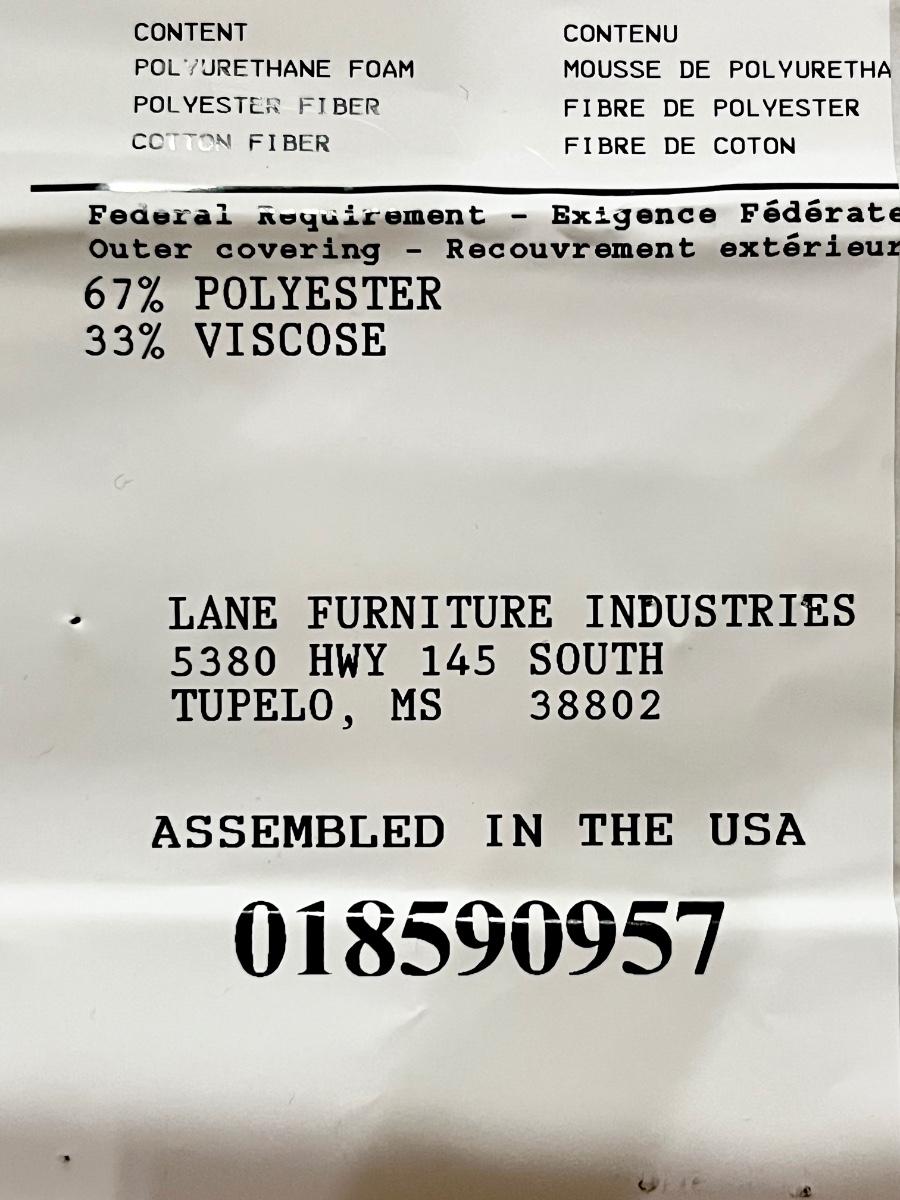 CONTENT CONTENU
POLYURETHANE FOAM MOUSSE DE POLYURETHA
POLYESTER FIBER FIBRE DE POLYESTER
COTTON FIBER FIBRE DE COTON
Federal Requirement - Exigence Fédérate
Outer covering - Recouvrement extérieur
67% POLYESTER
33% VISCOSE
LANE FURNITURE INDUSTRIES
5380 HWY 145 SOUTH
TUPELO, MS 38802
ASSEMBLED IN THE USA
018590957